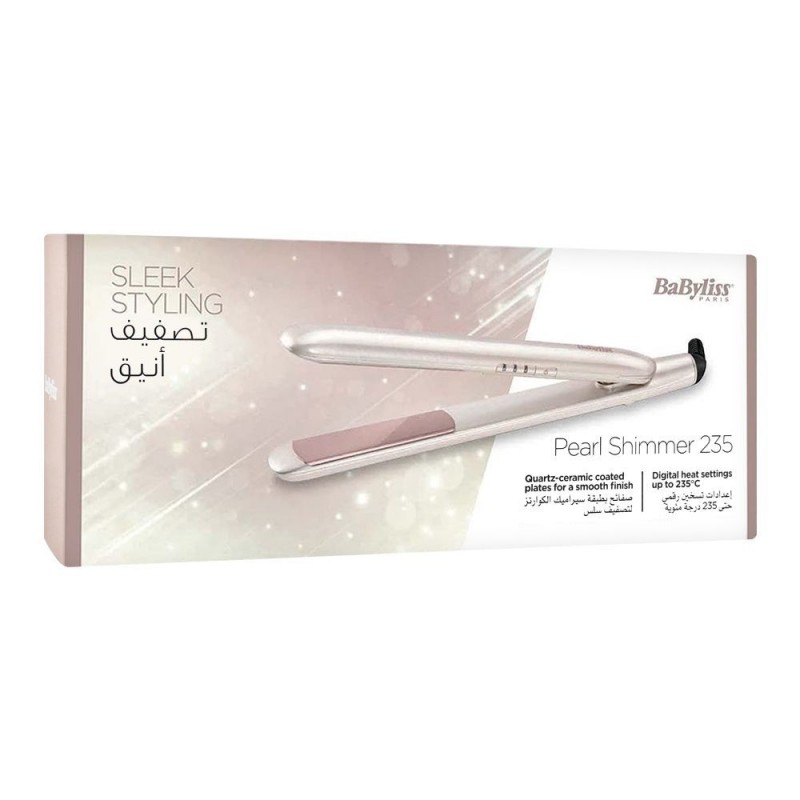 SLEEK
STYLING
تصفيف
أنيق
BaByliss®
PARIS
babyliss
Pearl Shimmer 235
Quartz-ceramic coated
plates for a smooth finish
صفائح بطبقة سيراميك الكوارتز
لتصفيف سلس
Digital heat settings
up to 235°C
إعدادات تسخين رقمي
حتى 235 درجة مئوية